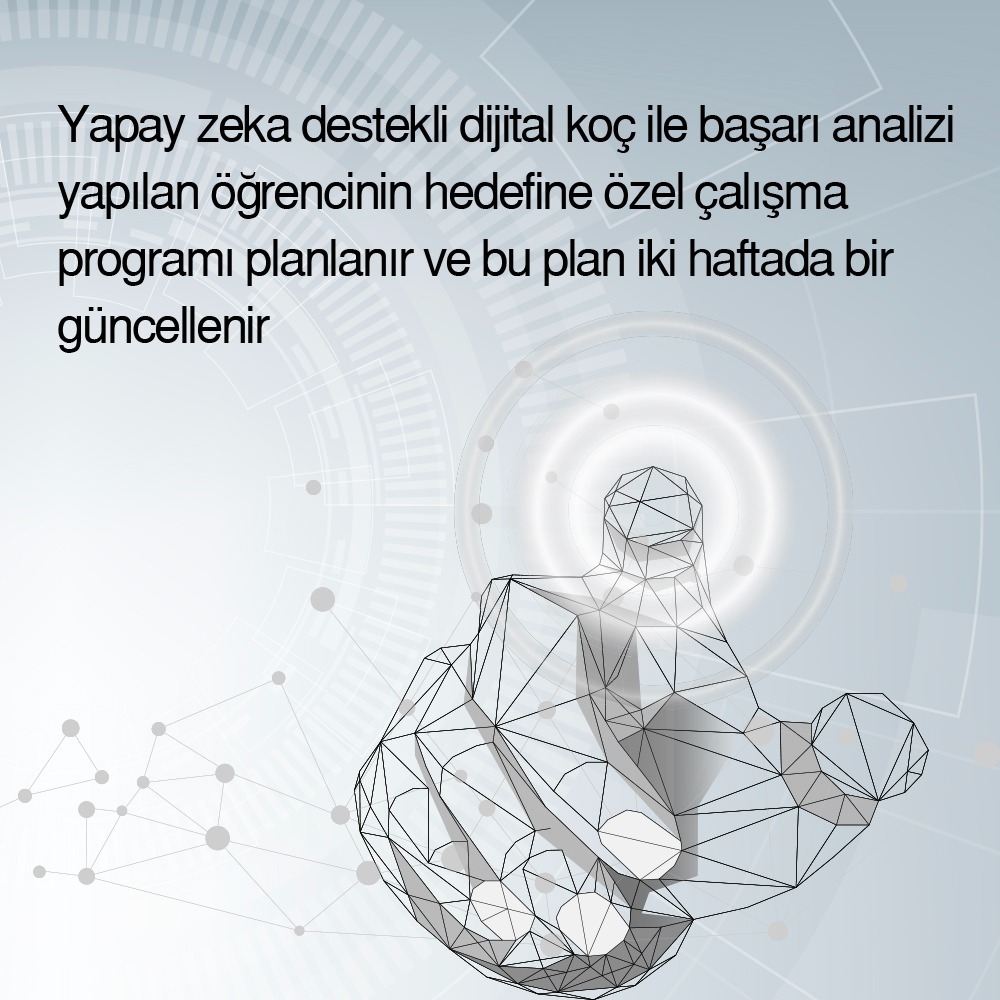 Yapay zeka destekli dijital koç ile başarı analizi
yapılan öğrencinin hedefine özel çalışma
programı planlanır ve bu plan iki haftada bir
güncellenir